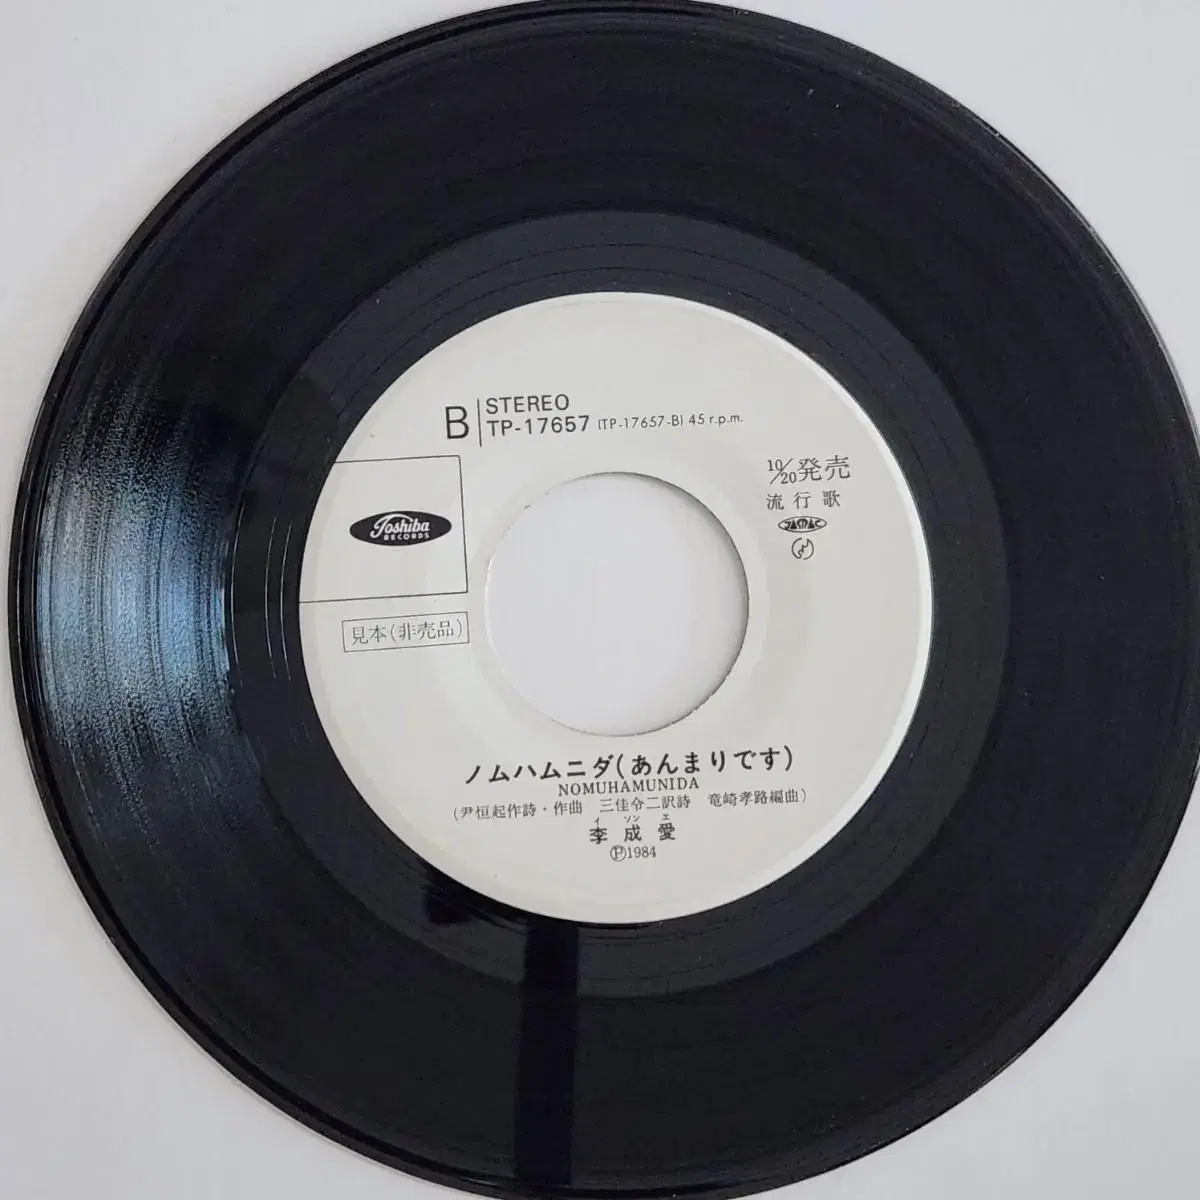 B
STEREO
TP-17657 (TP-17657-B) 45 r.p.m.
10/20発売
流行歌
JASRAC
Toshiba
RECORDS
見本(非売品)
ノムハムニダ(あんまりです)
NOMUHAMUNIDA
(尹恒起作詩・作曲 三佳令二訳詩 竜崎孝路編曲)
イ ソン エ
李 成 愛
Ⓟ1984